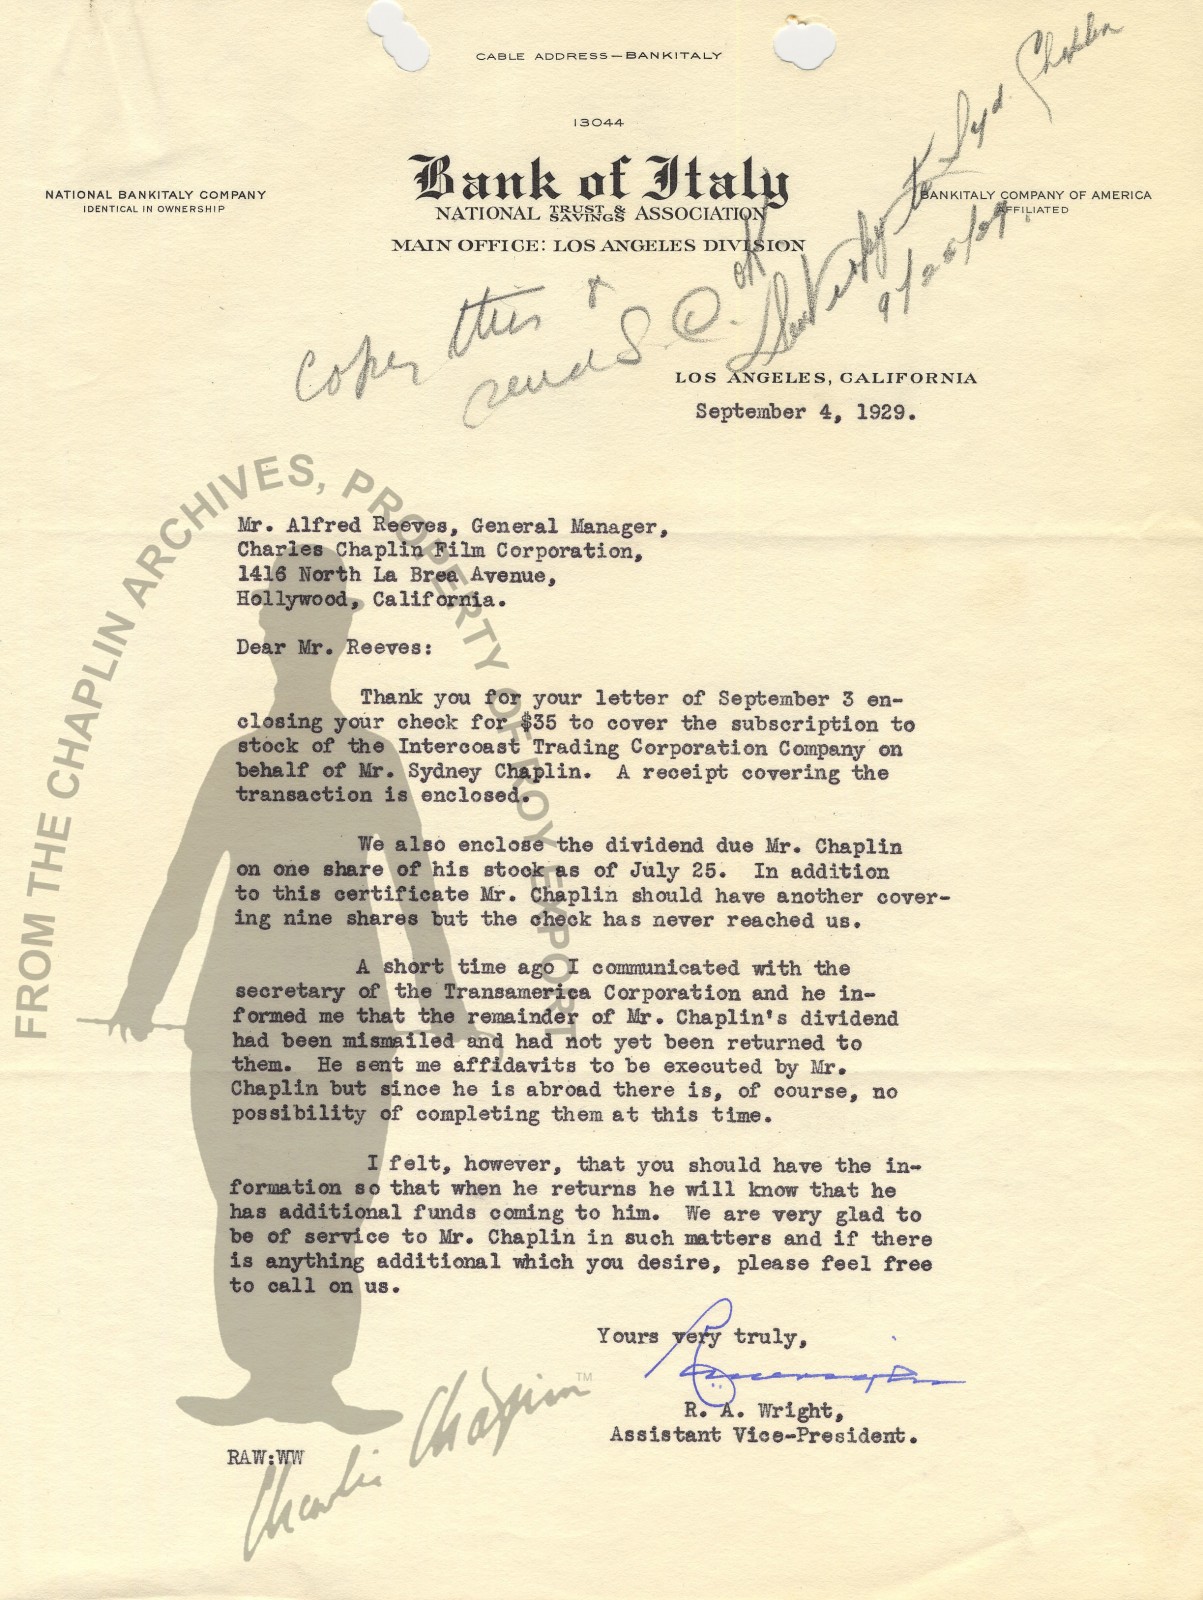 CABLE ADDRESS—BANKITALY
13044
Bank of Italy
NATIONAL TRUST & SAVINGS ASSOCIATION
MAIN OFFICE: LOS ANGELES DIVISION
NATIONAL BANKITALY COMPANY
IDENTICAL IN OWNERSHIP
BANKITALY COMPANY OF AMERICA
AFFILIATED
copy this &
send S. C. OK
to Syd. Chaplin
9/20/29.
LOS ANGELES, CALIFORNIA
September 4, 1929.
Mr. Alfred Reeves, General Manager,
Charles Chaplin Film Corporation,
1416 North La Brea Avenue,
Hollywood, California.
Dear Mr. Reeves:
Thank you for your letter of September 3 en-
closing your check for $35 to cover the subscription to
stock of the Intercoast Trading Corporation Company on
behalf of Mr. Sydney Chaplin. A receipt covering the
transaction is enclosed.
We also enclose the dividend due Mr. Chaplin
on one share of his stock as of July 25. In addition
to this certificate Mr. Chaplin should have another cover-
ing nine shares but the check has never reached us.
A short time ago I communicated with the
secretary of the Transamerica Corporation and he in-
formed me that the remainder of Mr. Chaplin's dividend
had been mismailed and had not yet been returned to
them. He sent me affidavits to be executed by Mr.
Chaplin but since he is abroad there is, of course, no
possibility of completing them at this time.
I felt, however, that you should have the in-
formation so that when he returns he will know that he
has additional funds coming to him. We are very glad to
be of service to Mr. Chaplin in such matters and if there
is anything additional which you desire, please feel free
to call on us.
Yours very truly,
R. A. Wright,
Assistant Vice-President.
RAW:WW
FROM THE CHAPLIN ARCHIVES, PROPERTY OF ROY EXPORT
Charlie Chaplin™